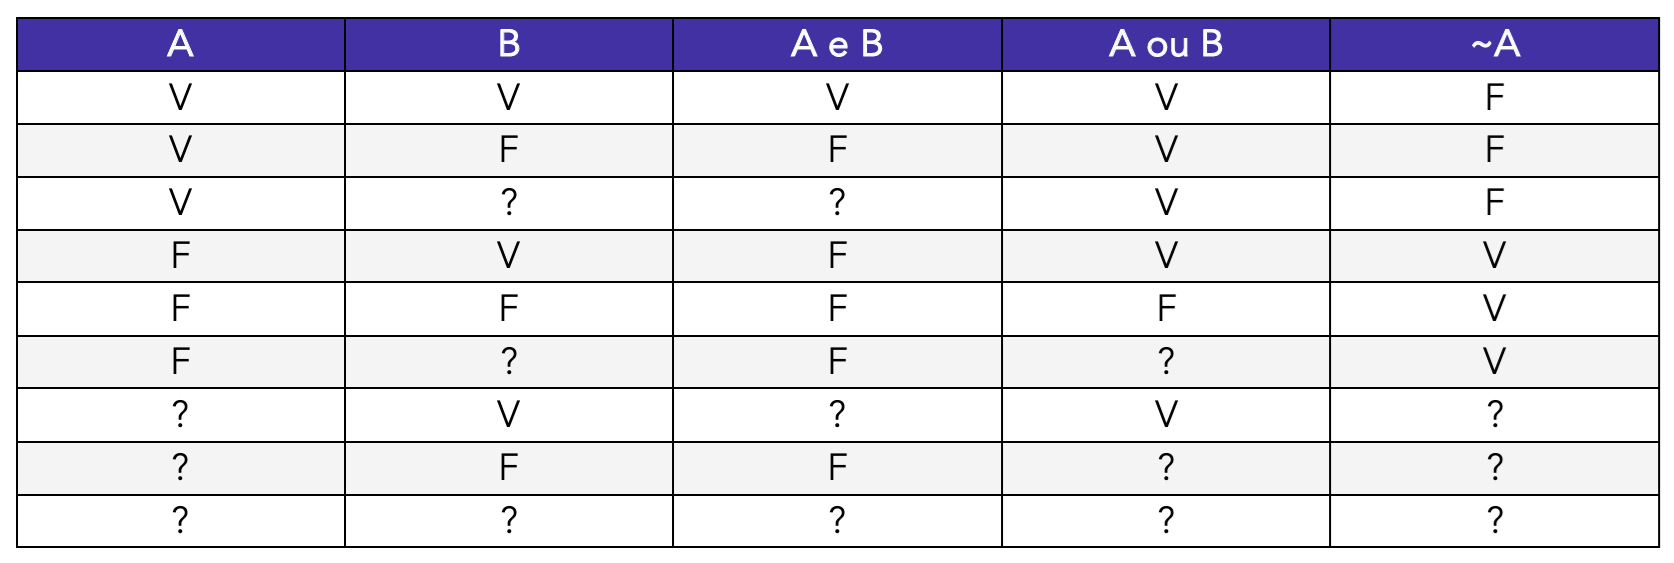 A B A e B A ou B ~A
V V V V F
V F F V F
V ? ? V F
F V F V V
F F F F V
F ? F ? V
? V ? V ?
? F F ? ?
? ? ? ? ?